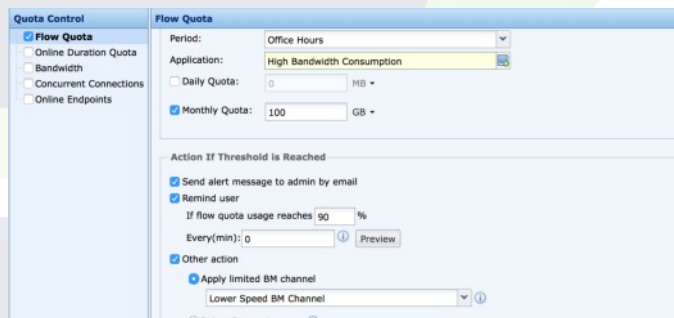 Quota Control
Flow Quota
Online Duration Quota
Bandwidth
Concurrent Connections
Online Endpoints
Flow Quota
Period: Office Hours
Application: High Bandwidth Consumption
Daily Quota: 0 MB
Monthly Quota: 100 GB
Action If Threshold is Reached
Send alert message to admin by email
Remind user
If flow quota usage reaches 90 %
Every(min): 0 Preview
Other action
Apply limited BM channel
Lower Speed BM Channel